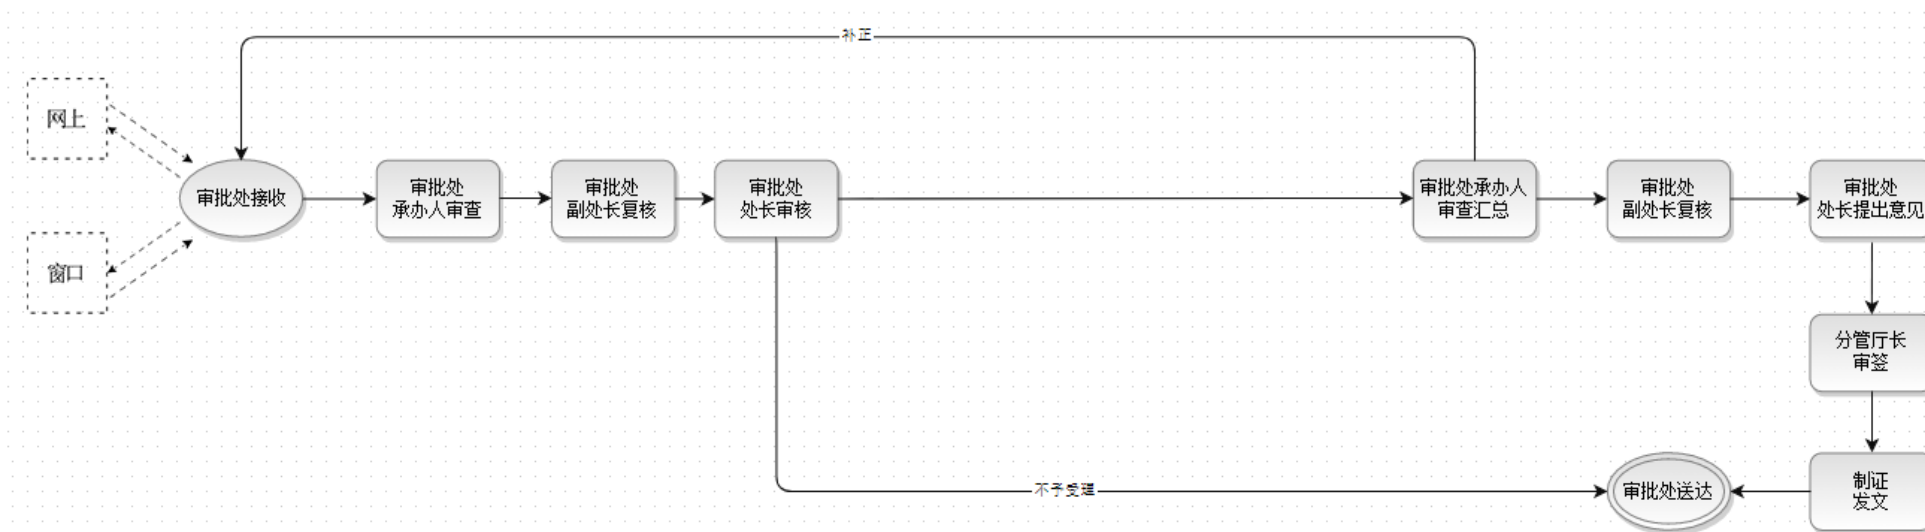 补正
网上
审批处接收
审批处
承办人审查
审批处
副处长复核
审批处
处长审核
审批处承办人
审查汇总
审批处
副处长复核
审批处
处长提出意见
窗口
分管厅长
审签
不予受理
审批处送达
制证
发文